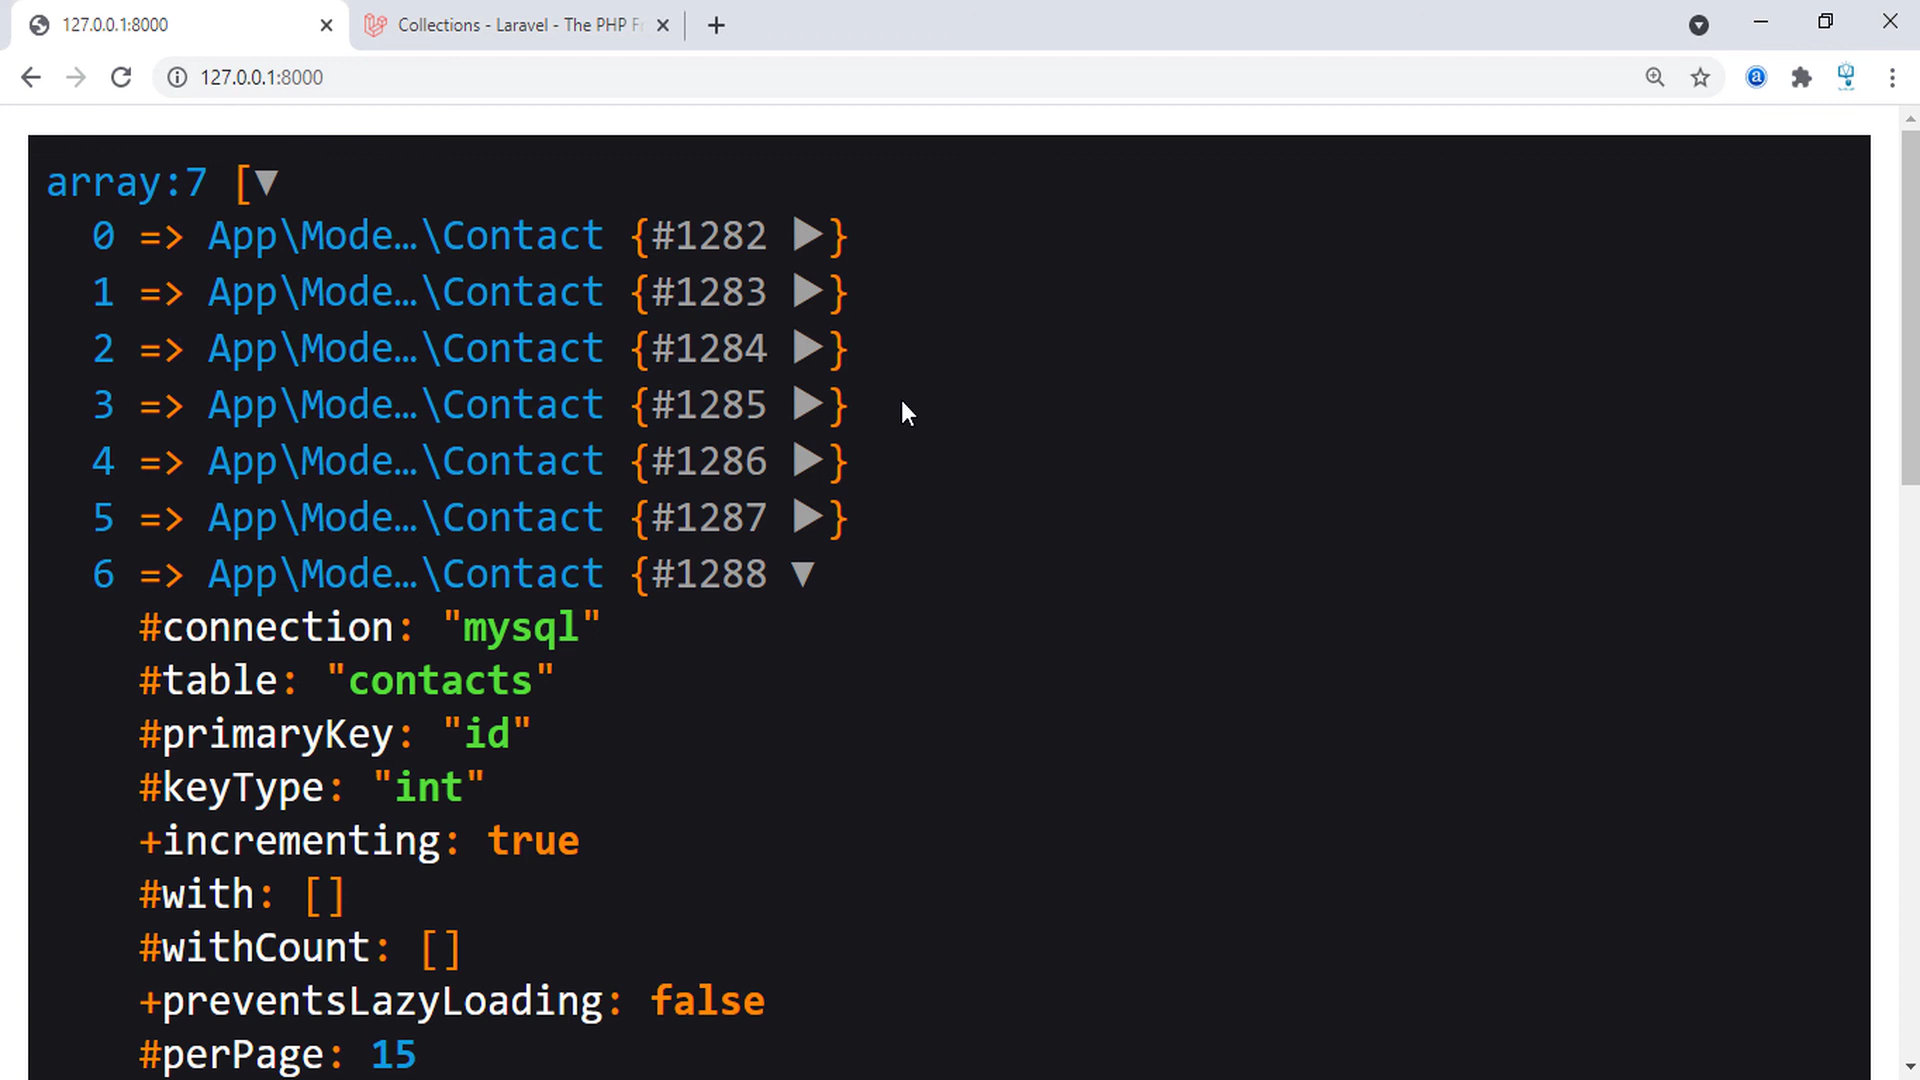 127.0.0.1:8000
Collections - Laravel - The PHP Fr
127.0.0.1:8000
array:7 [▼
0 => App\Mode…\Contact {#1282 ▶}
1 => App\Mode…\Contact {#1283 ▶}
2 => App\Mode…\Contact {#1284 ▶}
3 => App\Mode…\Contact {#1285 ▶}
4 => App\Mode…\Contact {#1286 ▶}
5 => App\Mode…\Contact {#1287 ▶}
6 => App\Mode…\Contact {#1288 ▼
#connection: "mysql"
#table: "contacts"
#primaryKey: "id"
#keyType: "int"
+incrementing: true
#with: []
#withCount: []
+preventsLazyLoading: false
#perPage: 15